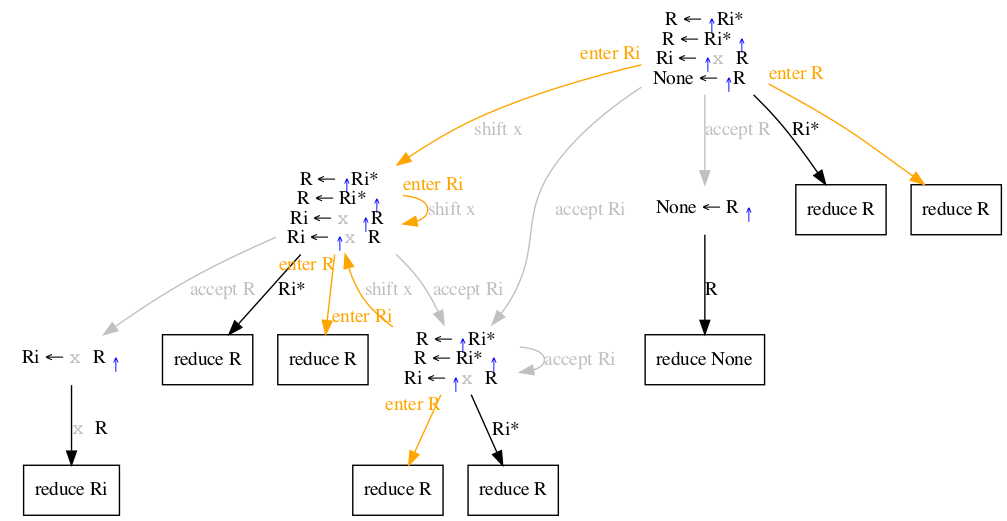 R ← ↑Ri*
R ← Ri* ↑
Ri ← ↑x R
None ← ↑R
enter Ri
enter R
shift x
accept R
Ri*
accept Ri
R ← ↑Ri*
R ← Ri* ↑
Ri ← x ↑R
Ri ← ↑x R
enter Ri
shift x
None ← R ↑
reduce R
reduce R
enter R
accept R
Ri*
shift x
accept Ri
R
enter Ri
Ri ← x R ↑
reduce R
reduce R
R ← ↑Ri*
R ← Ri* ↑
Ri ← ↑x R
accept Ri
reduce None
enter R
x R
Ri*
reduce Ri
reduce R
reduce R